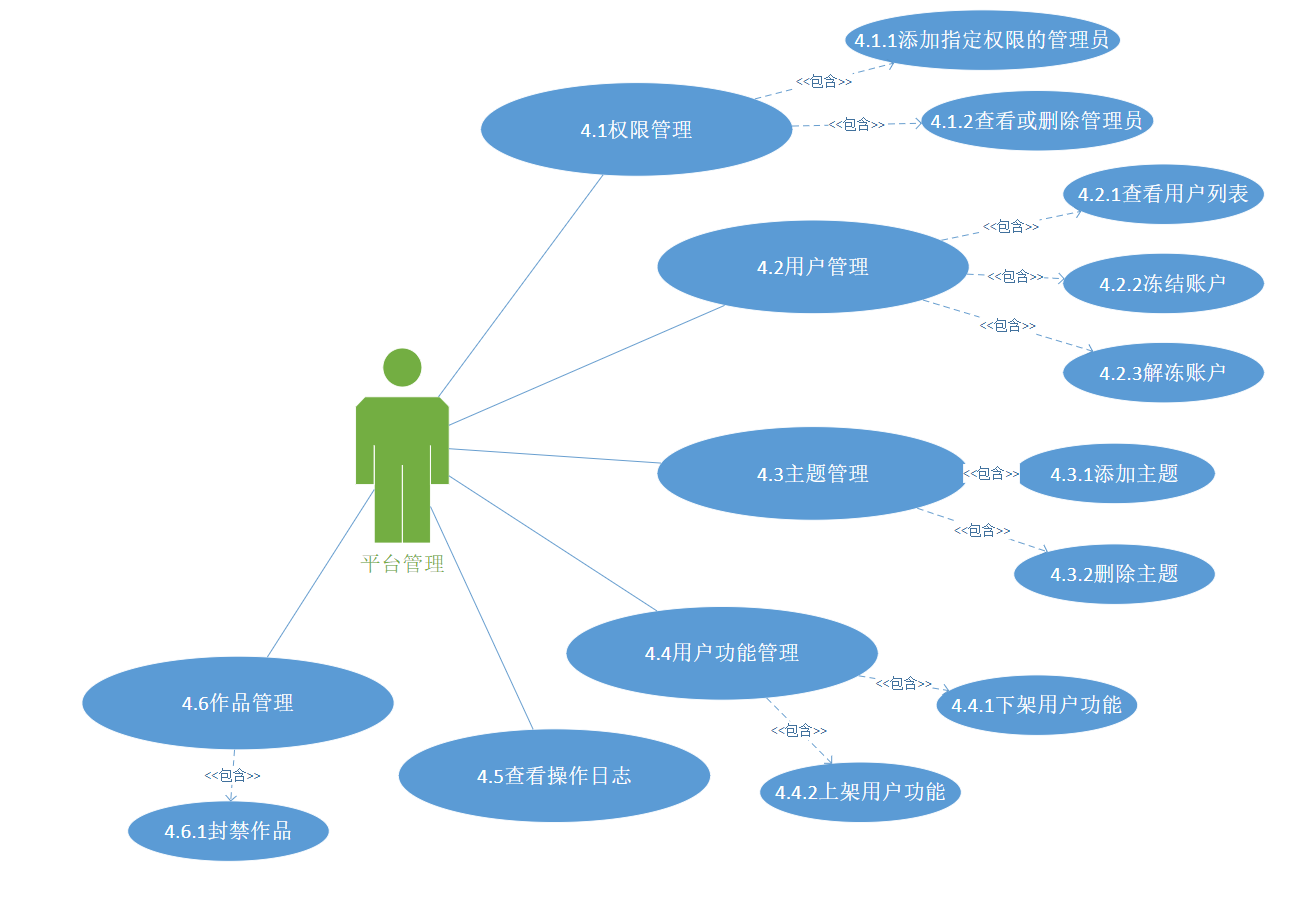 4.1.1添加指定权限的管理员
<<包含>>
4.1权限管理
<<包含>>
4.1.2查看或删除管理员
4.2.1查看用户列表
<<包含>>
4.2用户管理
<<包含>>
4.2.2冻结账户
<<包含>>
4.2.3解冻账户
4.3主题管理
<<包含>>
4.3.1添加主题
<<包含>>
4.3.2删除主题
平台管理
4.4用户功能管理
<<包含>>
4.4.1下架用户功能
<<包含>>
4.4.2上架用户功能
4.5查看操作日志
4.6作品管理
<<包含>>
4.6.1封禁作品